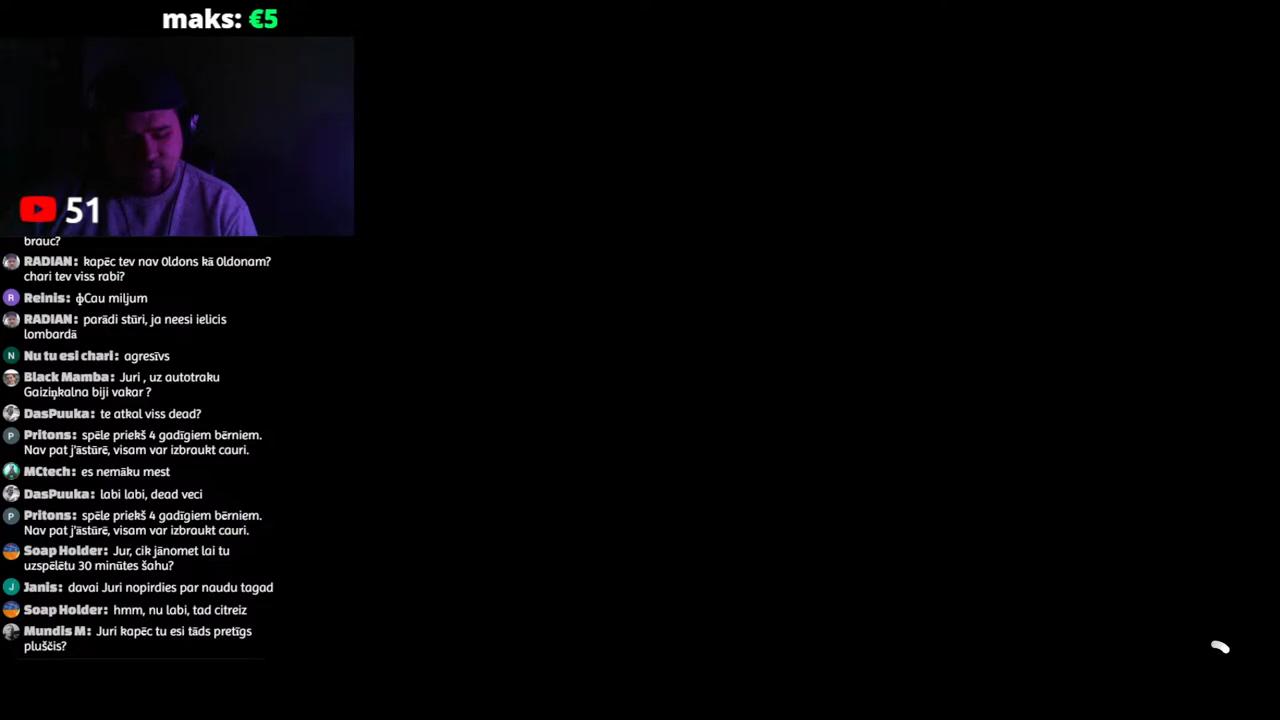 maks: €5
51
brauc?
RADIAN: kapēc tev nav 0ldons kā 0ldonam?
chari tev viss rabi?
R Reinis: ფCau miljum
RADIAN: parādi stūri, ja neesi ielicis
lombardā
N Nu tu esi chari: agresīvs
Black Mamba: Juri , uz autotraku
Gaiziņkalna biji vakar ?
DasPuuka: te atkal viss dead?
P Pritons: spēle priekš 4 gadīgiem bērniem.
Nav pat j'āstūrē, visam var izbraukt cauri.
MCtech: es nemāku mest
DasPuuka: labi labi, dead veci
P Pritons: spēle priekš 4 gadīgiem bērniem.
Nav pat j'āstūrē, visam var izbraukt cauri.
Soap Holder: Jur, cik jānomet lai tu
uzspēlētu 30 minūtes šahu?
J Janis: davai Juri nopirdies par naudu tagad
Soap Holder: hmm, nu labi, tad citreiz
Mundis M: Juri kapēc tu esi tāds pretīgs
pluščis?